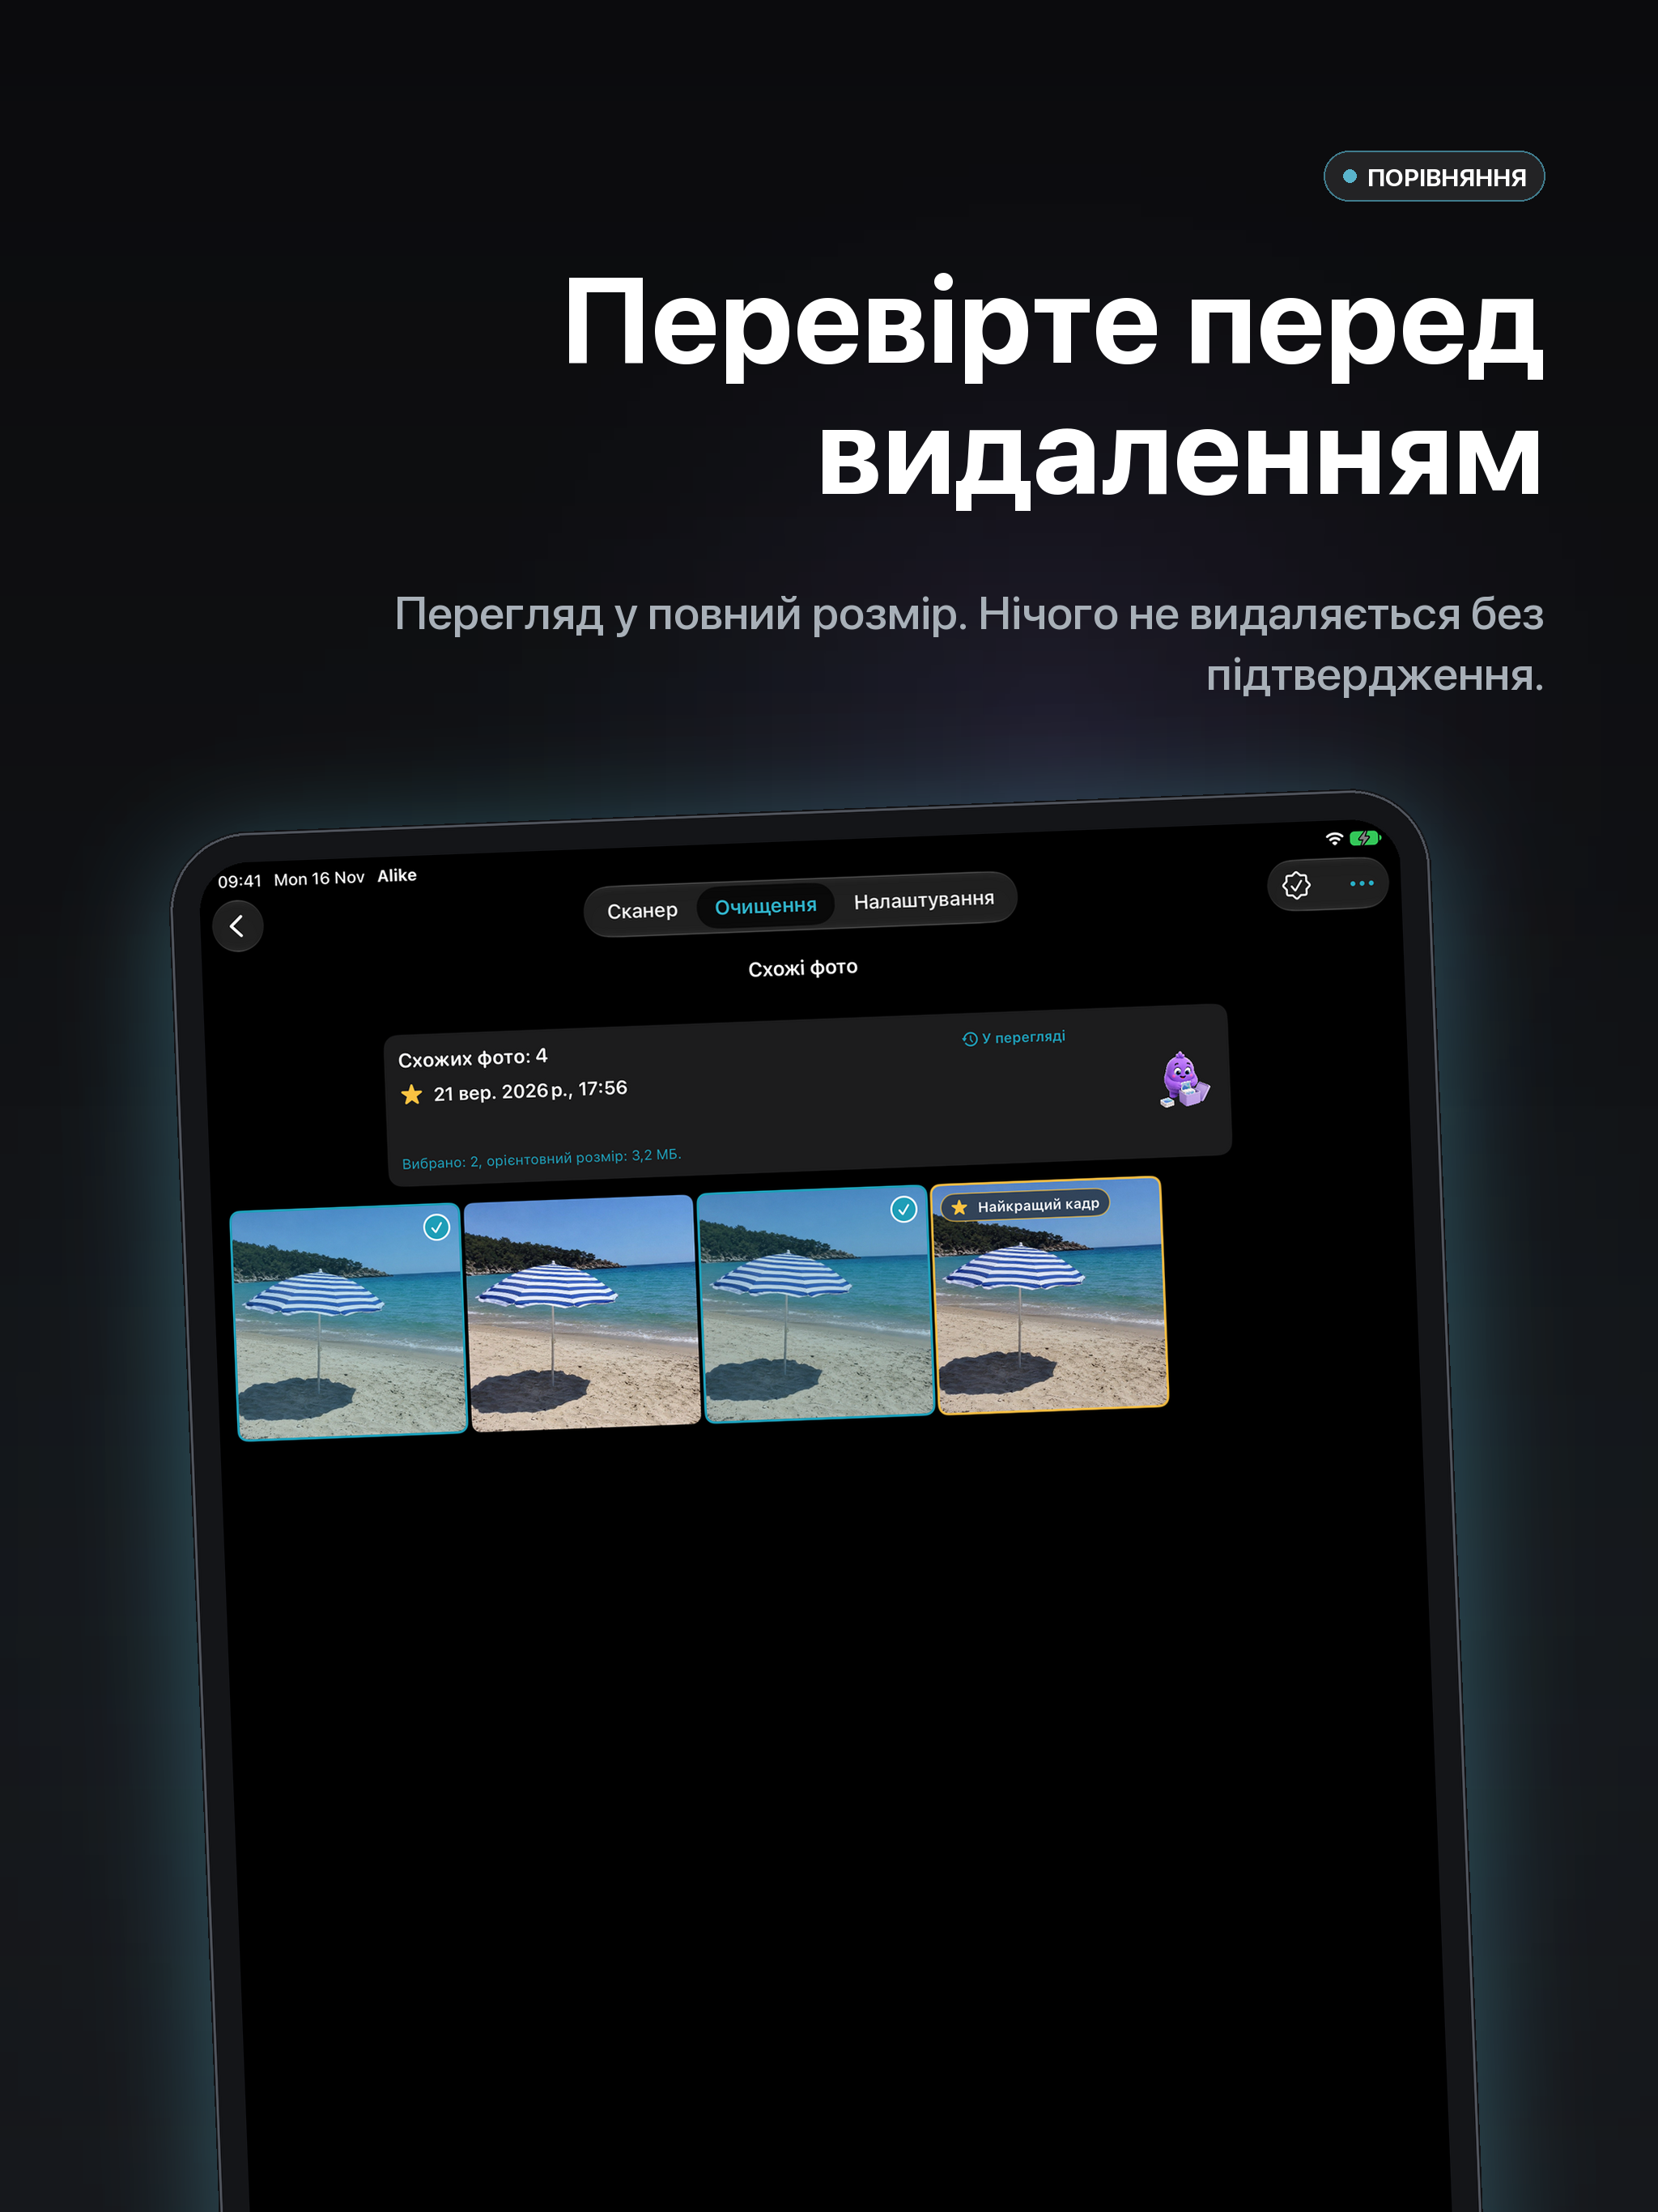 ПОРІВНЯННЯ
Перевірте перед
видаленням
Перегляд у повний розмір. Нічого не видаляється без
підтвердження.
09:41 Mon 16 Nov Alike
Сканер Очищення Налаштування
Схожі фото
Схожих фото: 4
У перегляді
21 вер. 2026 р., 17:56
Вибрано: 2, орієнтовний розмір: 3,2 МБ.
Найкращий кадр